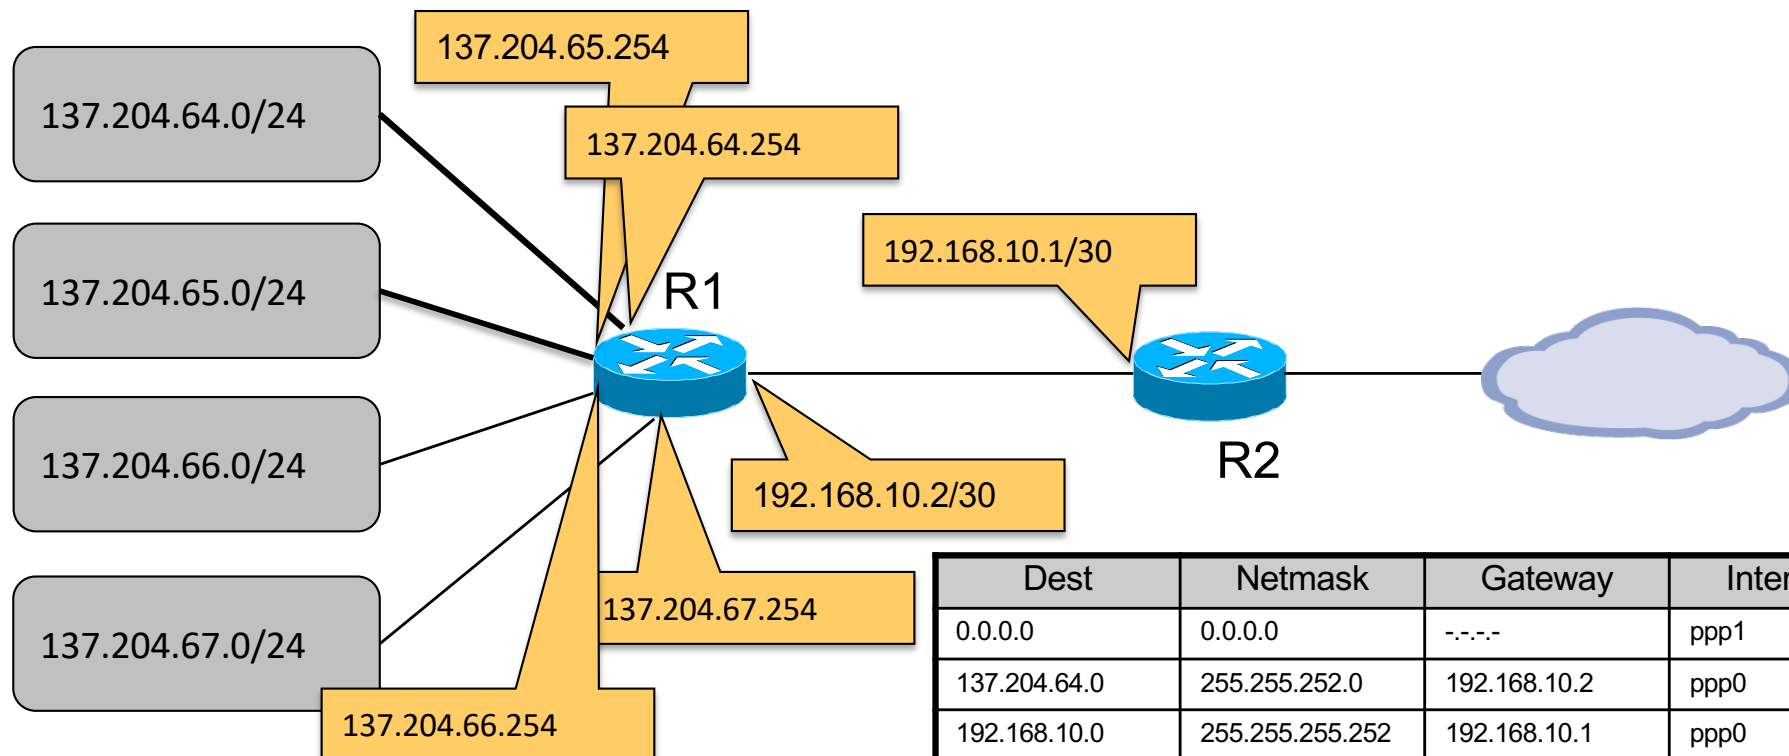 137.204.65.254
137.204.64.0/24
137.204.64.254
192.168.10.1/30
137.204.65.0/24
R1
137.204.66.0/24
R2
192.168.10.2/30
137.204.67.254
137.204.67.0/24
137.204.66.254
Dest Netmask Gateway Inter
0.0.0.0 0.0.0.0 -.-.-.- ppp1
137.204.64.0 255.255.252.0 192.168.10.2 ppp0
192.168.10.0 255.255.255.252 192.168.10.1 ppp0